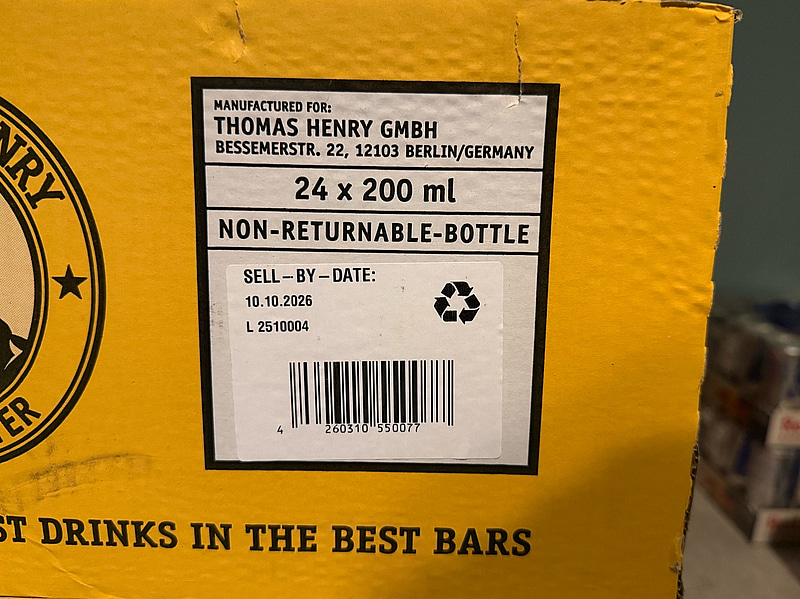 MANUFACTURED FOR:
THOMAS HENRY GMBH
BESSEMERSTR. 22, 12103 BERLIN/GERMANY
24 x 200 ml
NON-RETURNABLE-BOTTLE
SELL-BY-DATE:
10.10.2026
L 2510004
4 260310 550077
DRINKS IN THE BEST BARS